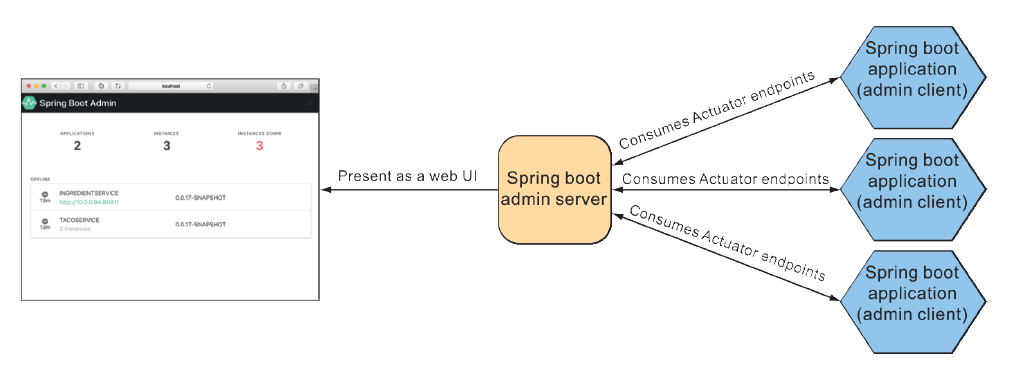 localhost
Spring Boot Admin
APPLICATIONS
INSTANCES
INSTANCES DOWN
2
3
3
OFFLINE
INGREDIENTSERVICE
http://10.0.0.94:8081/
0.0.17-SNAPSHOT
13m
TACOSERVICE
2 instances
0.0.17-SNAPSHOT
13m
Present as a web UI
Spring boot
admin server
Consumes Actuator endpoints
Consumes Actuator endpoints
Consumes Actuator endpoints
Spring boot
application
(admin client)
Spring boot
application
(admin client)
Spring boot
application
(admin client)